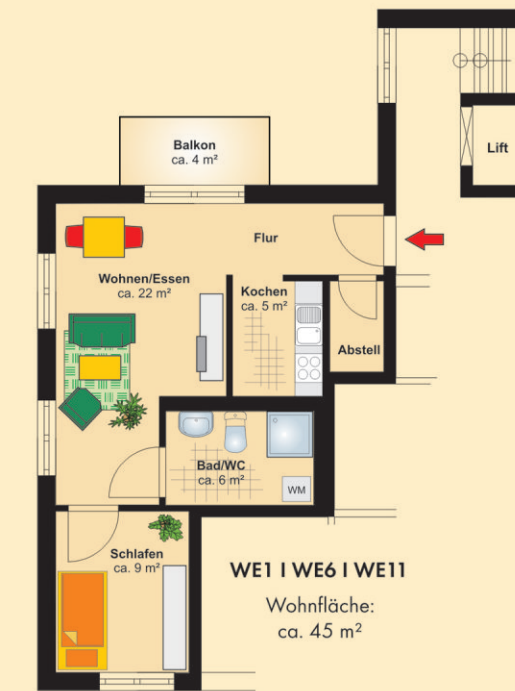 Balkon
ca. 4 m²
Lift
Flur
Wohnen/Essen
ca. 22 m²
Kochen
ca. 5 m²
Abstell
Bad/WC
ca. 6 m²
WM
Schlafen
ca. 9 m²
WE1 I WE6 I WE11
Wohnfläche:
ca. 45 m²